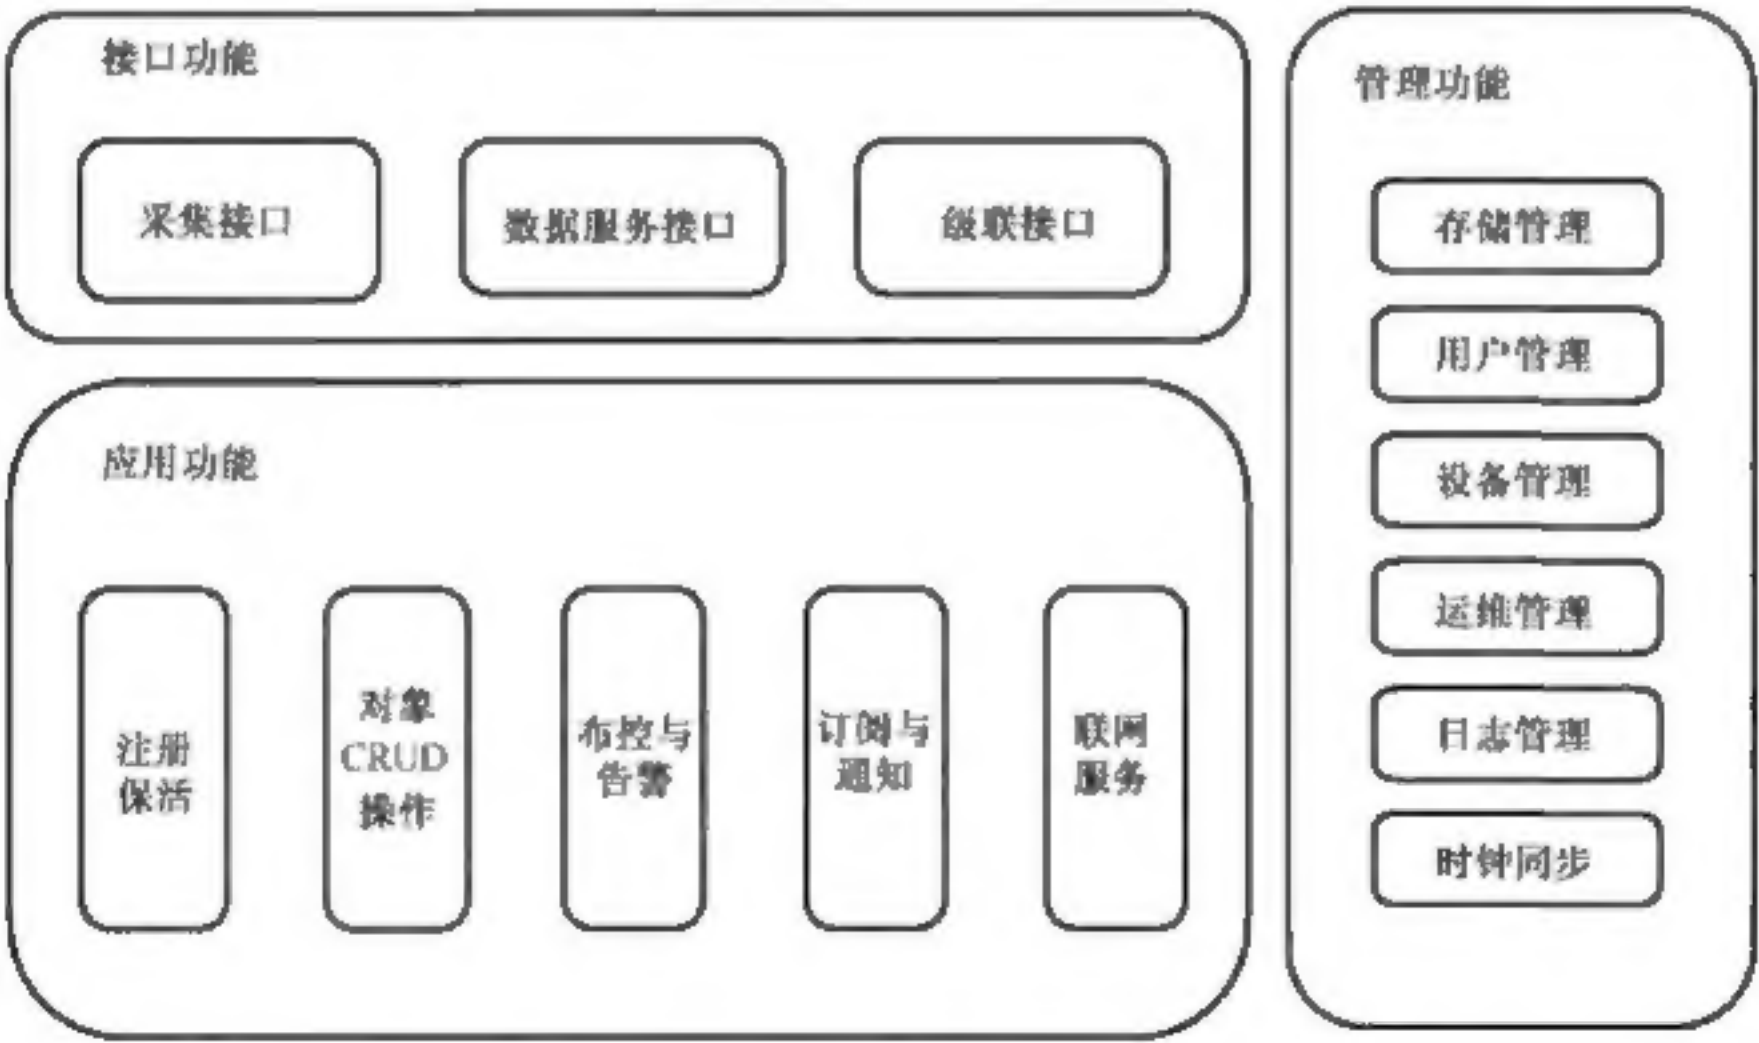 接口功能
采集接口
数据服务接口
级联接口
应用功能
注册
保活
对象
CRUD
操作
布控与
告警
订阅与
通知
联网
服务
管理功能
存储管理
用户管理
设备管理
运维管理
日志管理
时钟同步